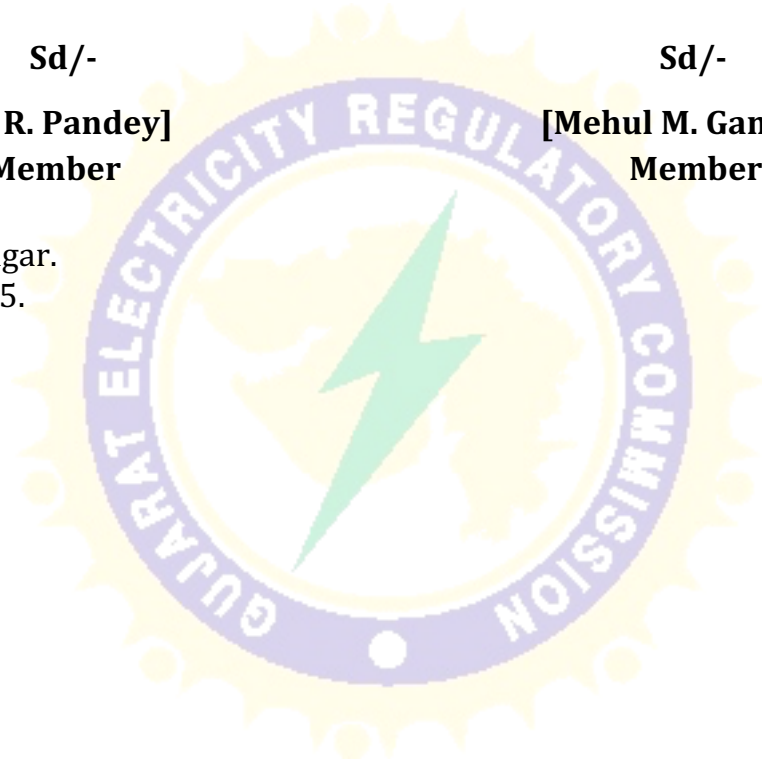 Sd/- Sd/-
R. Pandey] [Mehul M. Gan
Member Member
gar.
5.
GUJARAT ELECTRICITY REGULATORY COMMISSION